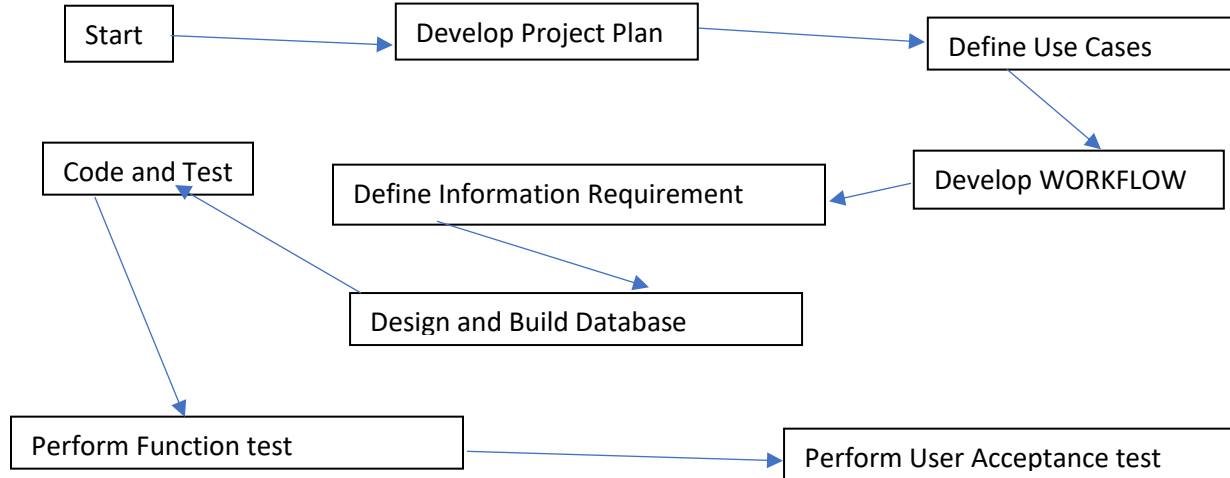 Start
Develop Project Plan
Define Use Cases
Develop WORKFLOW
Define Information Requirement
Design and Build Database
Code and Test
Perform Function test
Perform User Acceptance test